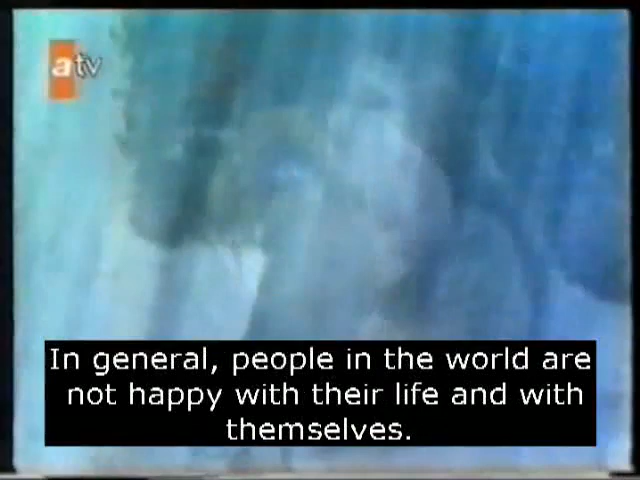 atv
In general, people in the world are
not happy with their life and with
themselves.